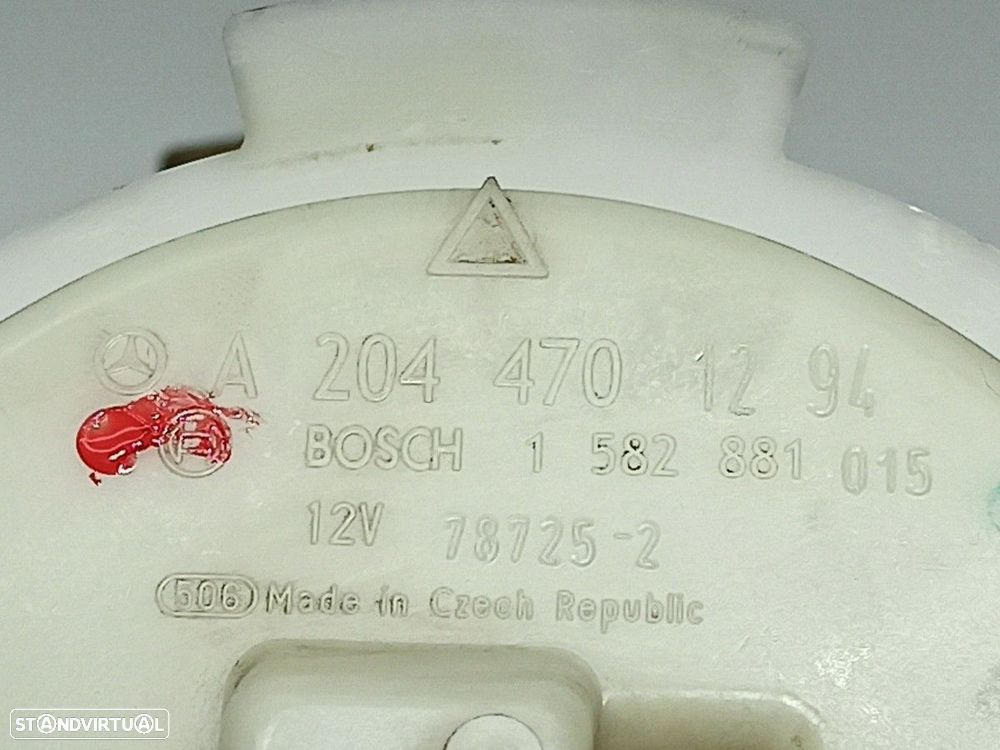 A 204 470 12 94
BOSCH 1 582 881 015
12V 78725-2
506 Made in Czech Republic
STANDVIRTUAL